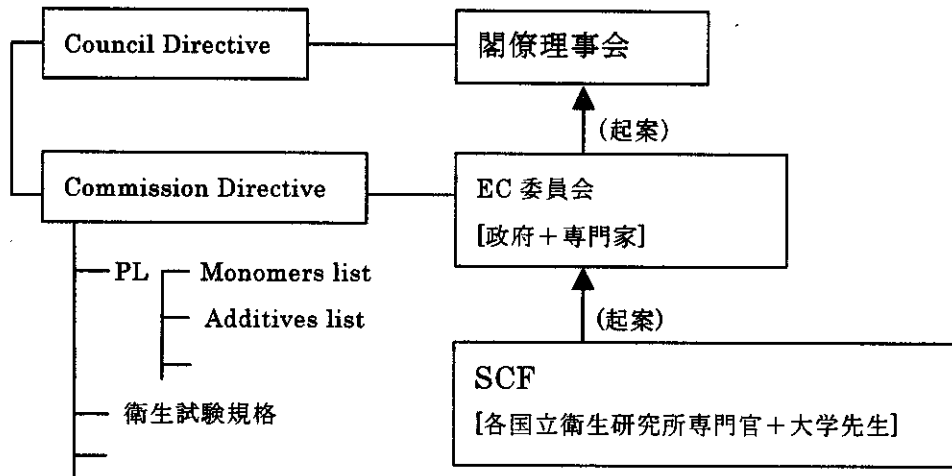 Council Directive
閣僚理事会
(起案)
Commission Directive
EC 委員会
[政府＋専門家]
PL
Monomers list
Additives list
(起案)
SCF
[各国立衛生研究所専門官＋大学先生]
衛生試験規格